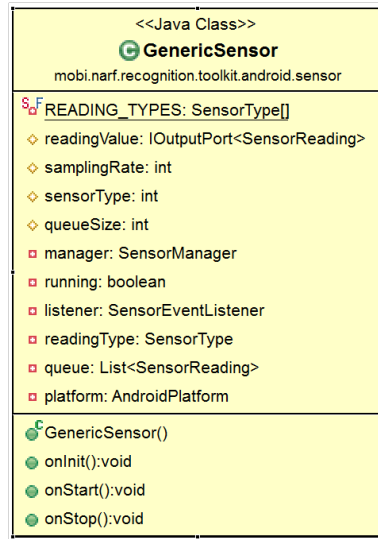 <<Java Class>>
C GenericSensor
mobi.narf.recognition.toolkit.android.sensor
S F READING_TYPES: SensorType[]
readingValue: IOutputPort<SensorReading>
samplingRate: int
sensorType: int
queueSize: int
manager: SensorManager
running: boolean
listener: SensorEventListener
readingType: SensorType
queue: List<SensorReading>
platform: AndroidPlatform
C GenericSensor()
onInit():void
onStart():void
onStop():void